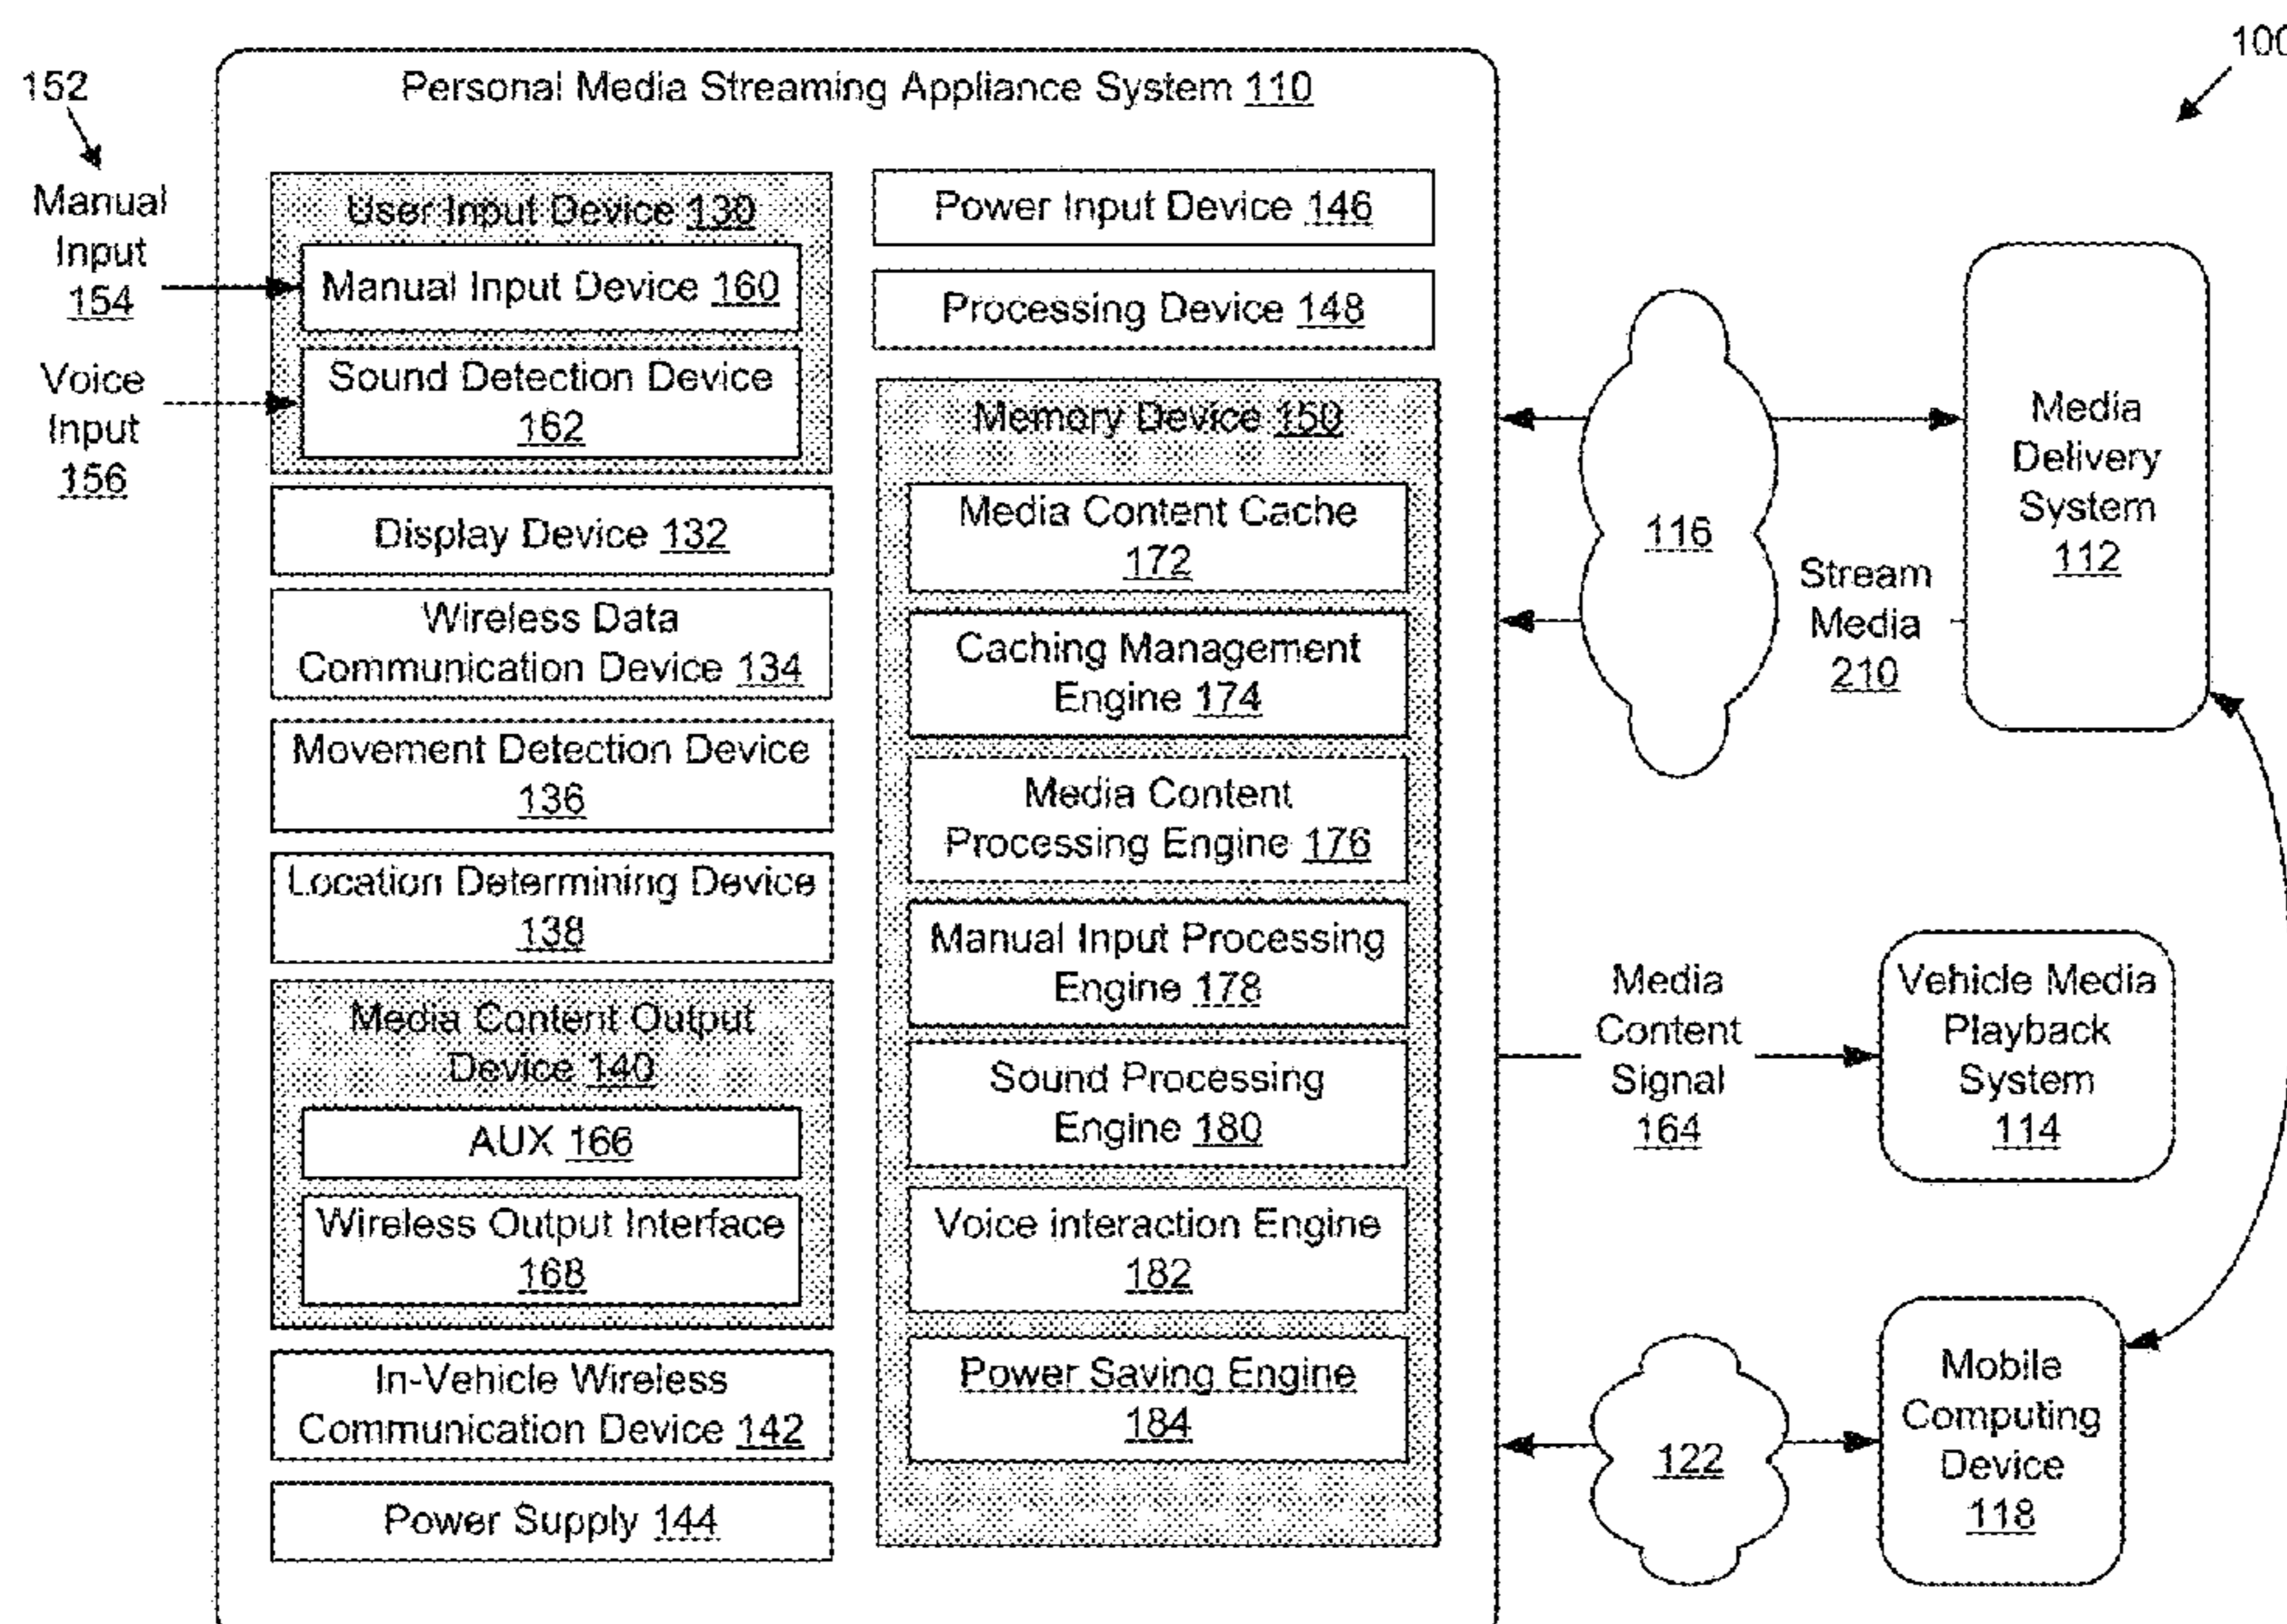 100
152
Personal Media Streaming Appliance System 110
Manual
Input
154
Voice
Input
156
User Input Device 130
Manual Input Device 160
Sound Detection Device
162
Display Device 132
Wireless Data
Communication Device 134
Movement Detection Device
136
Location Determining Device
138
Media Content Output
Device 140
AUX 166
Wireless Output Interface
168
In-Vehicle Wireless
Communication Device 142
Power Supply 144
Power Input Device 146
Processing Device 148
Memory Device 150
Media Content Cache
172
Caching Management
Engine 174
Media Content
Processing Engine 176
Manual Input Processing
Engine 178
Sound Processing
Engine 180
Voice interaction Engine
182
Power Saving Engine
184
116
Stream
Media
210
Media
Delivery
System
112
Media
Content
Signal
164
Vehicle Media
Playback
System
114
122
Mobile
Computing
Device
118